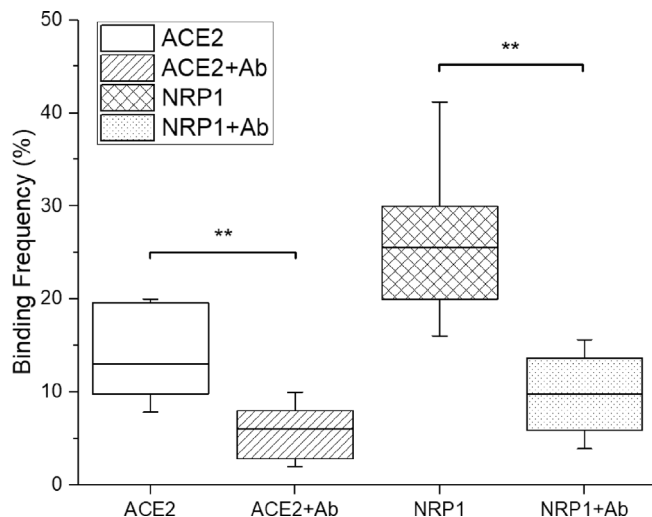 50
40
30
20
10
0
Binding Frequency (%)
ACE2
ACE2+Ab
NRP1
NRP1+Ab
**
**
ACE2
ACE2+Ab
NRP1
NRP1+Ab